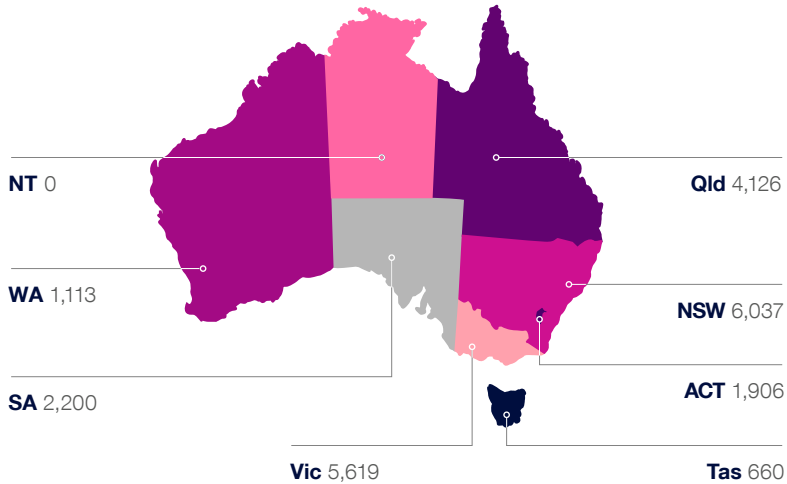 NT 0
Qld 4,126
WA 1,113
NSW 6,037
ACT 1,906
SA 2,200
Vic 5,619
Tas 660